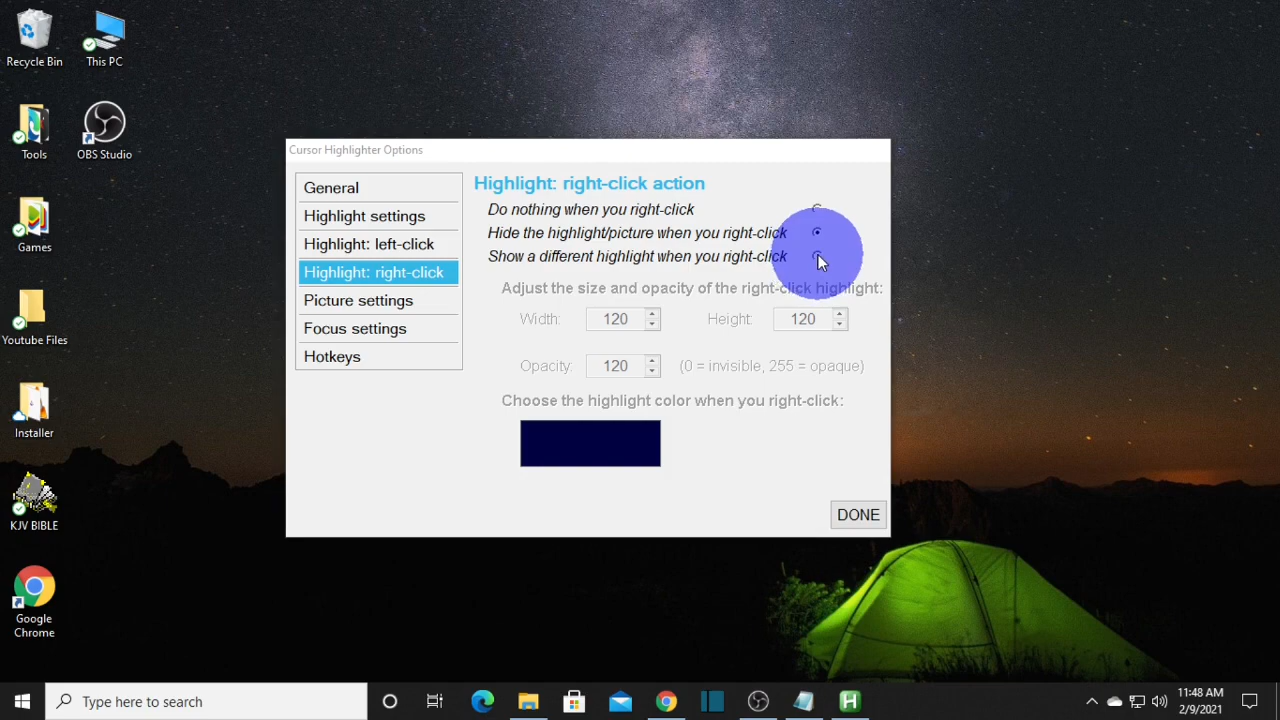 Recycle Bin
This PC
Tools
OBS Studio
Games
Youtube Files
Installer
KJV BIBLE
Google
Chrome
Cursor Highlighter Options
General
Highlight settings
Highlight: left-click
Highlight: right-click
Picture settings
Focus settings
Hotkeys
Highlight: right-click action
Do nothing when you right-click
Hide the highlight/picture when you right-click
Show a different highlight when you right-click
Adjust the size and opacity of the right-click highlight:
Width: 120 Height: 120
Opacity: 120 (0 = invisible, 255 = opaque)
Choose the highlight color when you right-click:
DONE
Type here to search
11:48 AM
2/9/2021